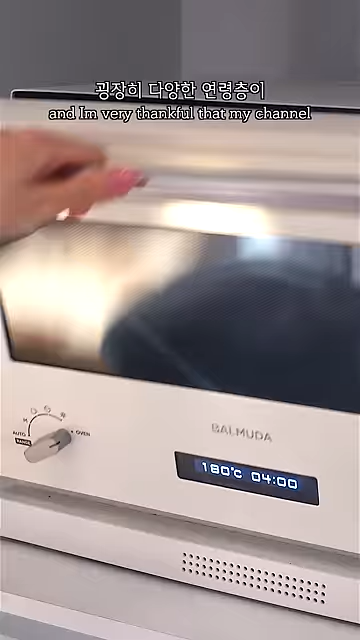 굉장히 다양한 연령층이
and Im very thankful that my channel
AUTO
RANGE
OVEN
BALMUDA
180℃ 04:00